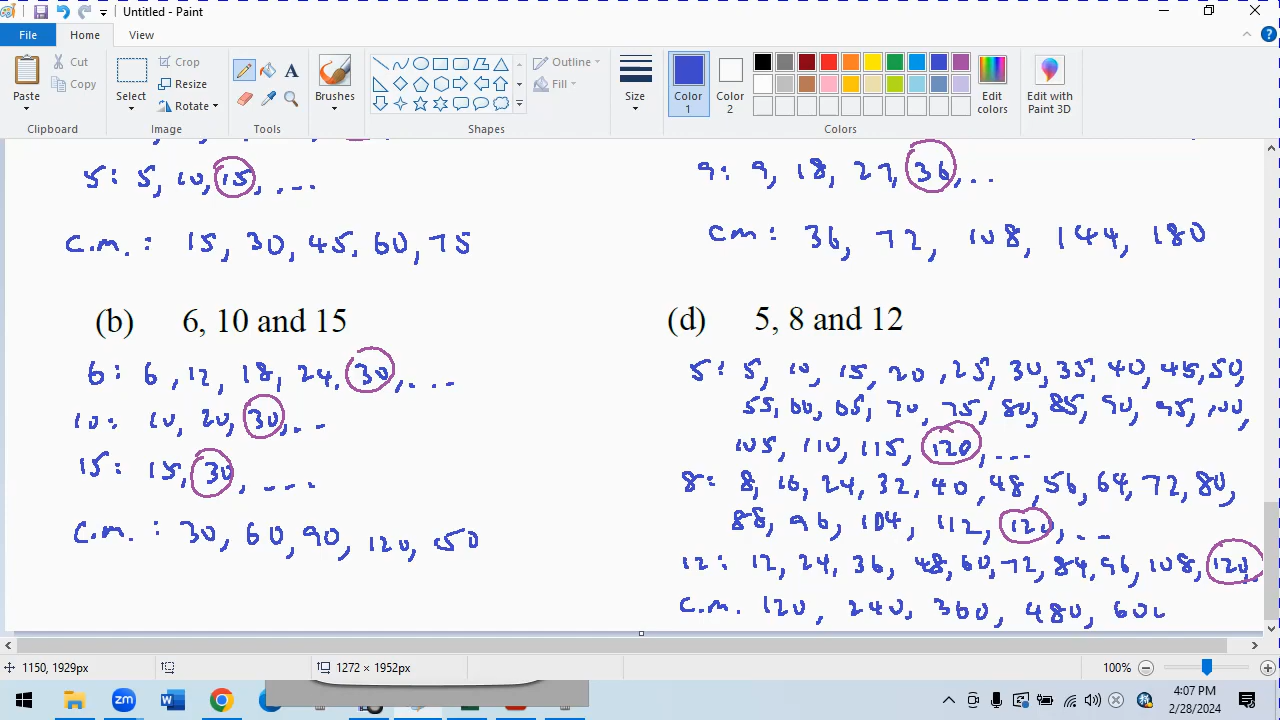 Untitled - Paint
File Home View
Cut
Copy
Paste
Clipboard
Select
Crop
Resize
Rotate
Image
A
Tools
Brushes
Outline
Fill
Shapes
Size
Color 1
Color 2
Edit colors
Colors
Edit with Paint 3D
5: 5, 10, 15, ....
C.M. : 15, 30, 45, 60, 75
(b) 6, 10 and 15
6: 6, 12, 18, 24, 30, ....
10: 10, 20, 30, ...
15: 15, 30, ....
C.M. : 30, 60, 90, 120, 150
9: 9, 18, 27, 36, ...
CM: 36, 72, 108, 144, 180
(d) 5, 8 and 12
5: 5, 10, 15, 20, 25, 30, 35, 40, 45, 50,
55, 60, 65, 70, 75, 80, 85, 90, 95, 100,
105, 110, 115, 120, ....
8: 8, 16, 24, 32, 40, 48, 56, 64, 72, 80,
88, 96, 104, 112, 120, ...
12: 12, 24, 36, 48, 60, 72, 84, 96, 108, 120,
C.M. 120, 240, 360, 480, 600
1150, 1929px
1272 × 1952px
100%
zm
W
4:07 PM
2/28/2024